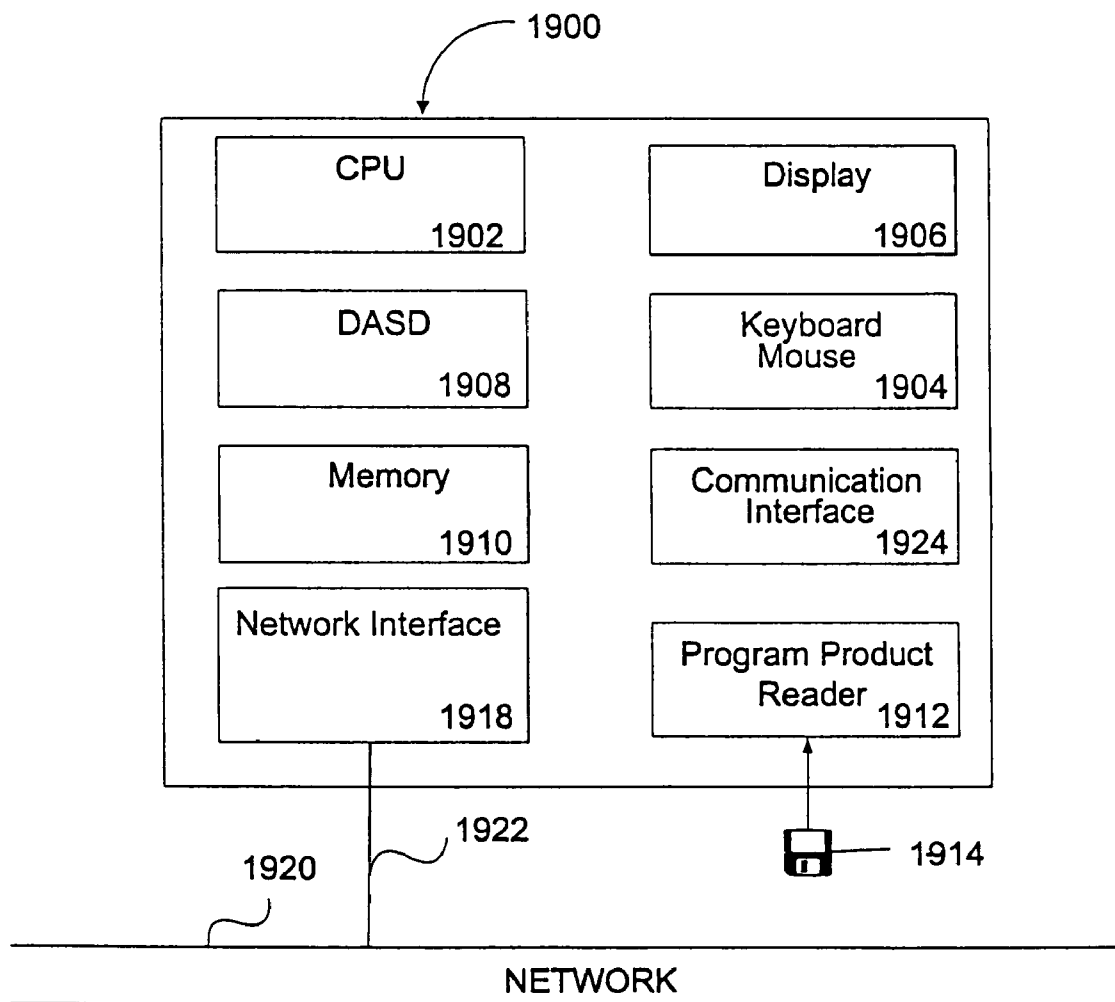 1900
CPU
1902
Display
1906
DASD
1908
Keyboard
Mouse
1904
Memory
1910
Communication
Interface
1924
Network Interface
1918
Program Product
Reader
1912
1922
1914
1920
NETWORK